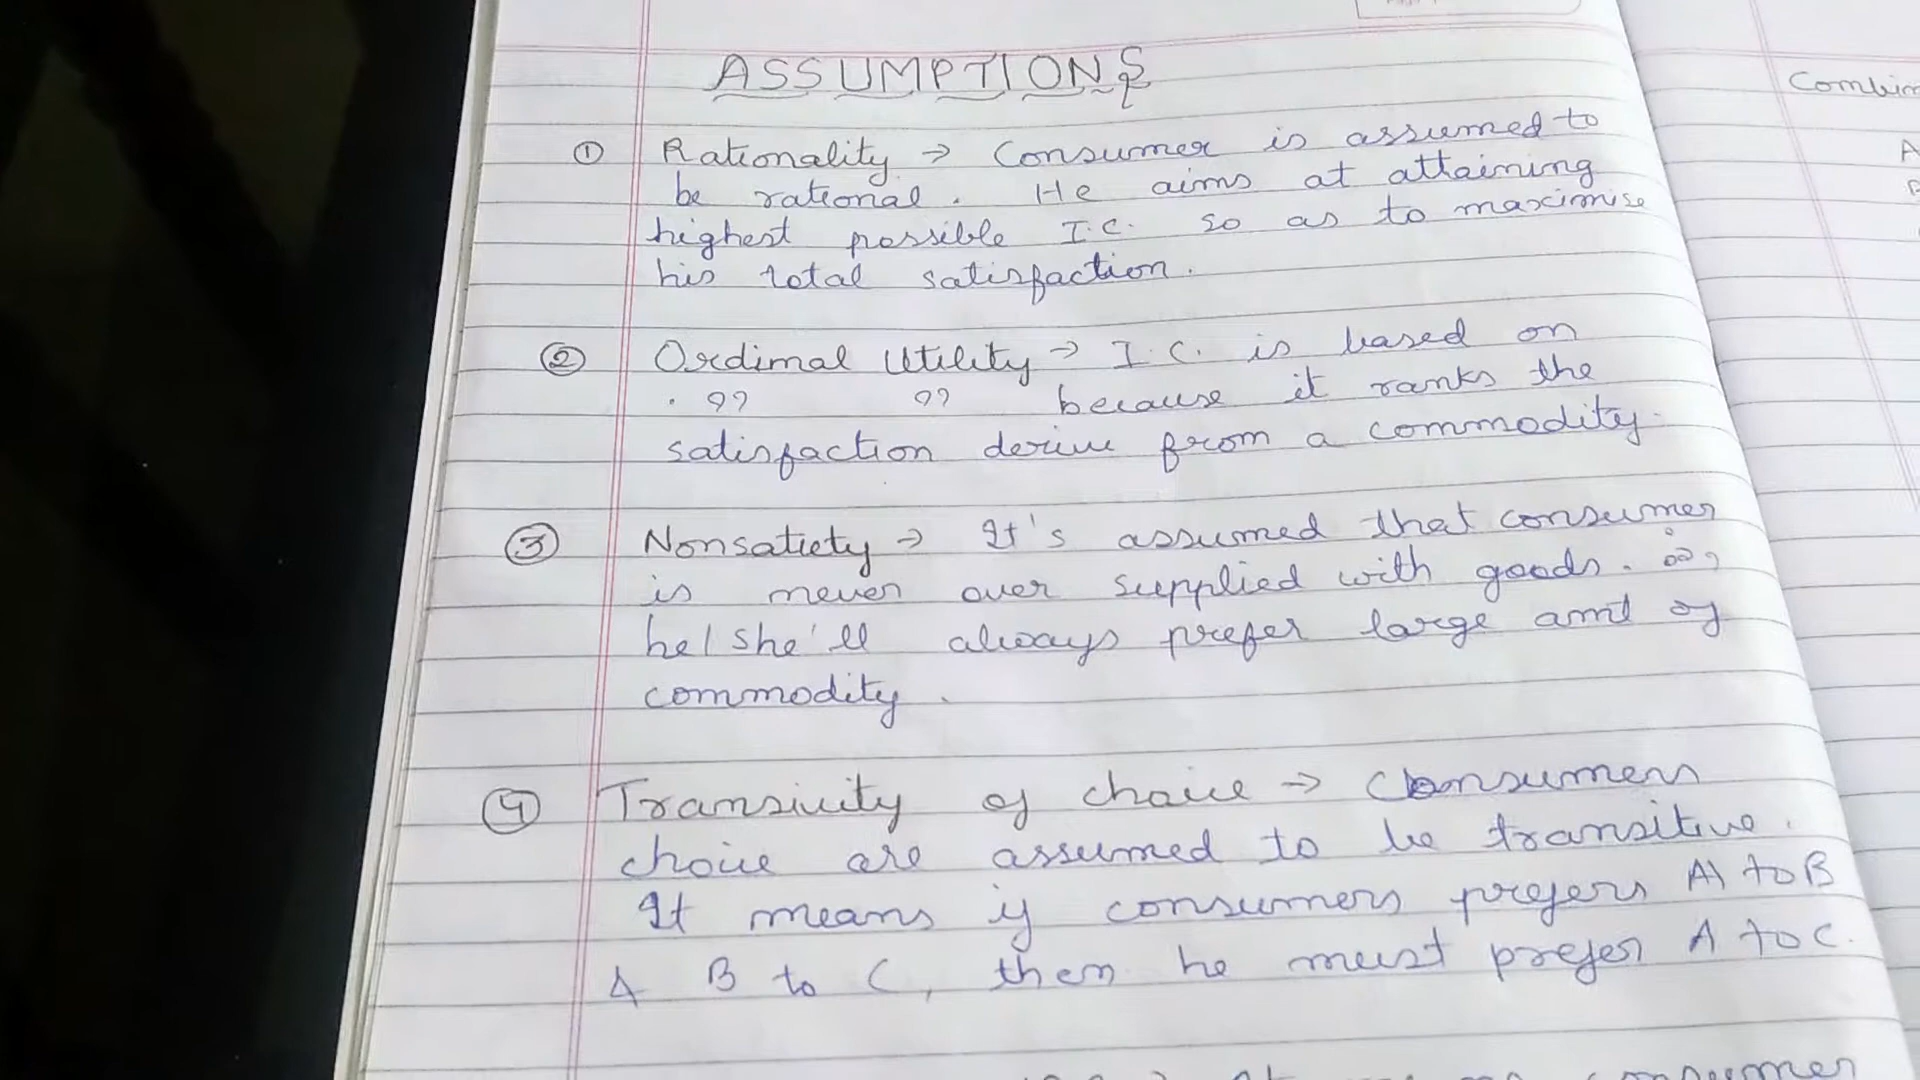 ASSUMPTIONS
① Rationality → Consumer is assumed to
be rational. He aims at attaining
highest possible I.C. so as to maximise
his total satisfaction.
② Ordinal Utility → I.C. is based on
" " because it ranks the
satisfaction derive from a commodity.
③ Nonsatiety → It's assumed that consumer
is never over supplied with goods.
he/she'll always prefer large amt of
commodity.
④ Transivity of choice → Consumers
choice are assumed to be transitive.
It means if consumers prefers A to B
& B to C, then he must prefer A to C.
consumer
Combin
A